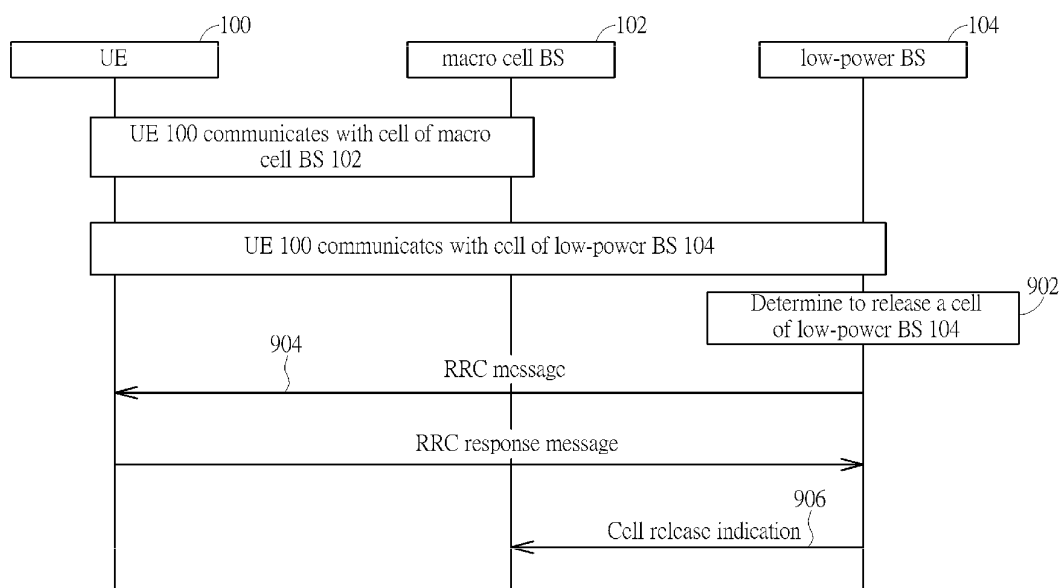 100
102
104
UE
macro cell BS
low-power BS
UE 100 communicates with cell of macro
cell BS 102
UE 100 communicates with cell of low-power BS 104
902
Determine to release a cell
of low-power BS 104
904
RRC message
RRC response message
906
Cell release indication